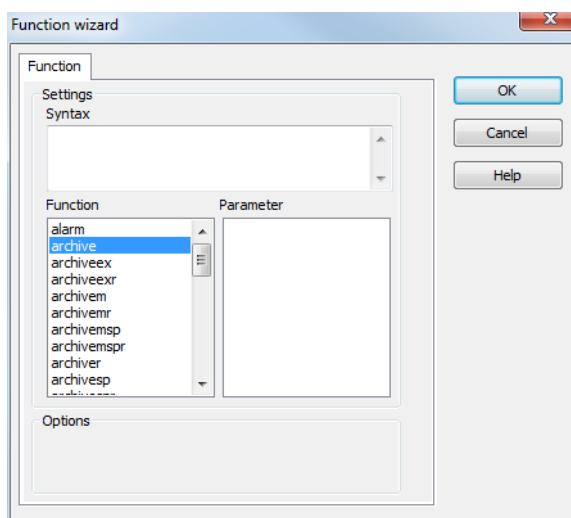 Function wizard
Function
Settings
Syntax
OK
Cancel
Help
Function
Parameter
alarm
archive
archiveex
archiveexr
archivem
archivemr
archivemsp
archivemspr
archiver
archivesp
Options